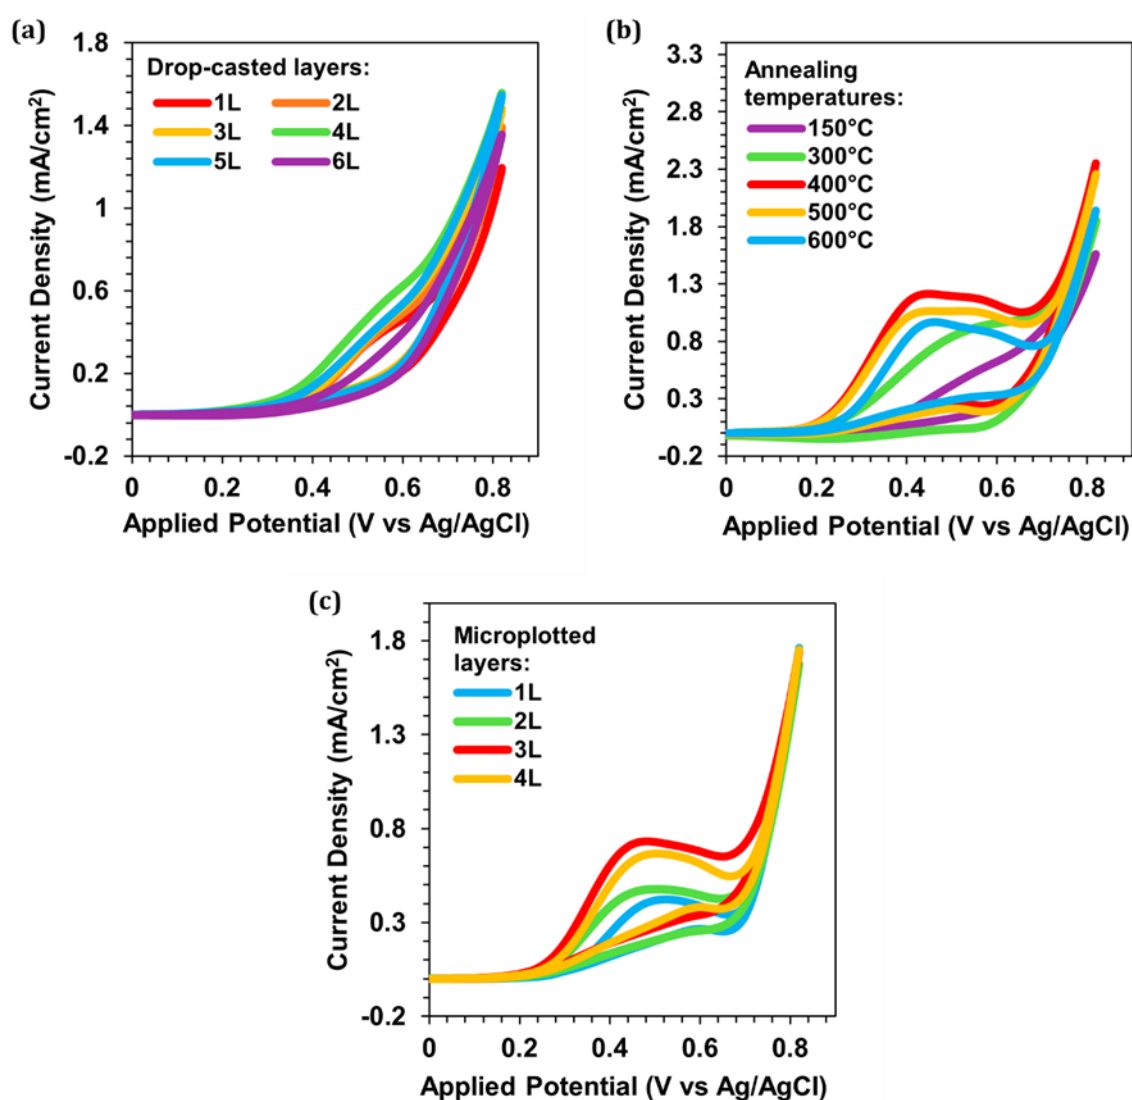 (a)
1.8
1.4
1
0.6
0.2
-0.2
Current Density (mA/cm²)
Drop-casted layers:
1L 2L
3L 4L
5L 6L
0 0.2 0.4 0.6 0.8
Applied Potential (V vs Ag/AgCl)
(b)
3.3
2.8
2.3
1.8
1.3
0.8
0.3
-0.2
Current Density (mA/cm²)
Annealing
temperatures:
150°C
300°C
400°C
500°C
600°C
0 0.2 0.4 0.6 0.8
Applied Potential (V vs Ag/AgCl)
(c)
1.8
1.3
0.8
0.3
-0.2
Current Density (mA/cm²)
Microplotted
layers:
1L
2L
3L
4L
0 0.2 0.4 0.6 0.8
Applied Potential (V vs Ag/AgCl)